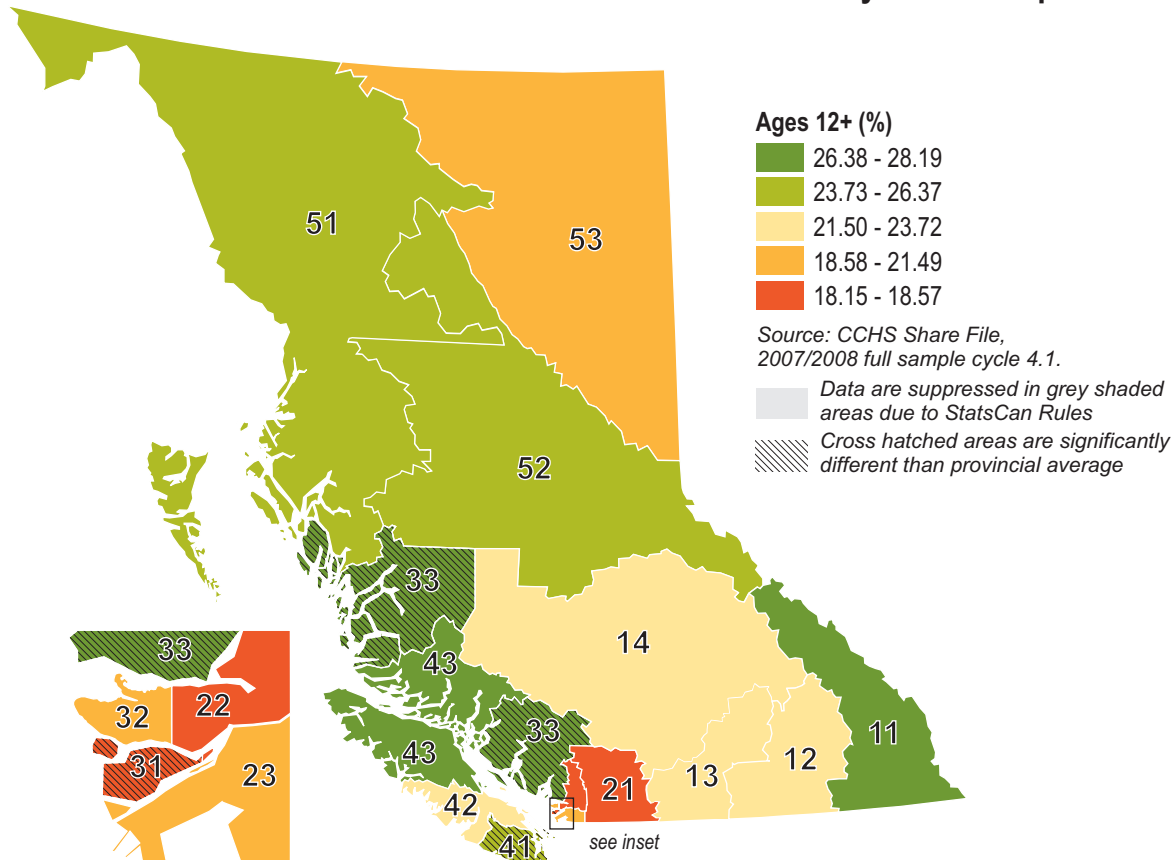 Ages 12+ (%)
26.38 - 28.19
23.73 - 26.37
21.50 - 23.72
18.58 - 21.49
18.15 - 18.57
Source: CCHS Share File,
2007/2008 full sample cycle 4.1.
Data are suppressed in grey shaded
areas due to StatsCan Rules
Cross hatched areas are significantly
different than provincial average
51
53
52
33
14
43
33
11
43
13
12
21
42
41
see inset
33
32
22
31
23